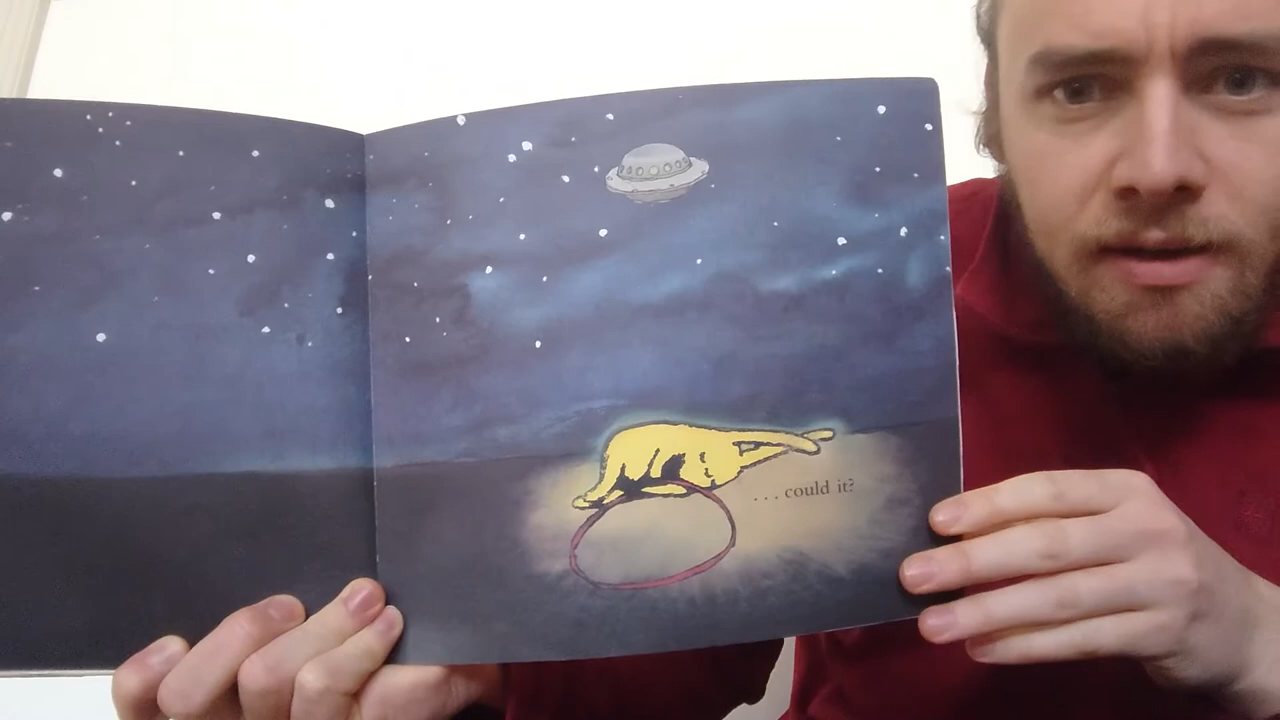 . . . could it?